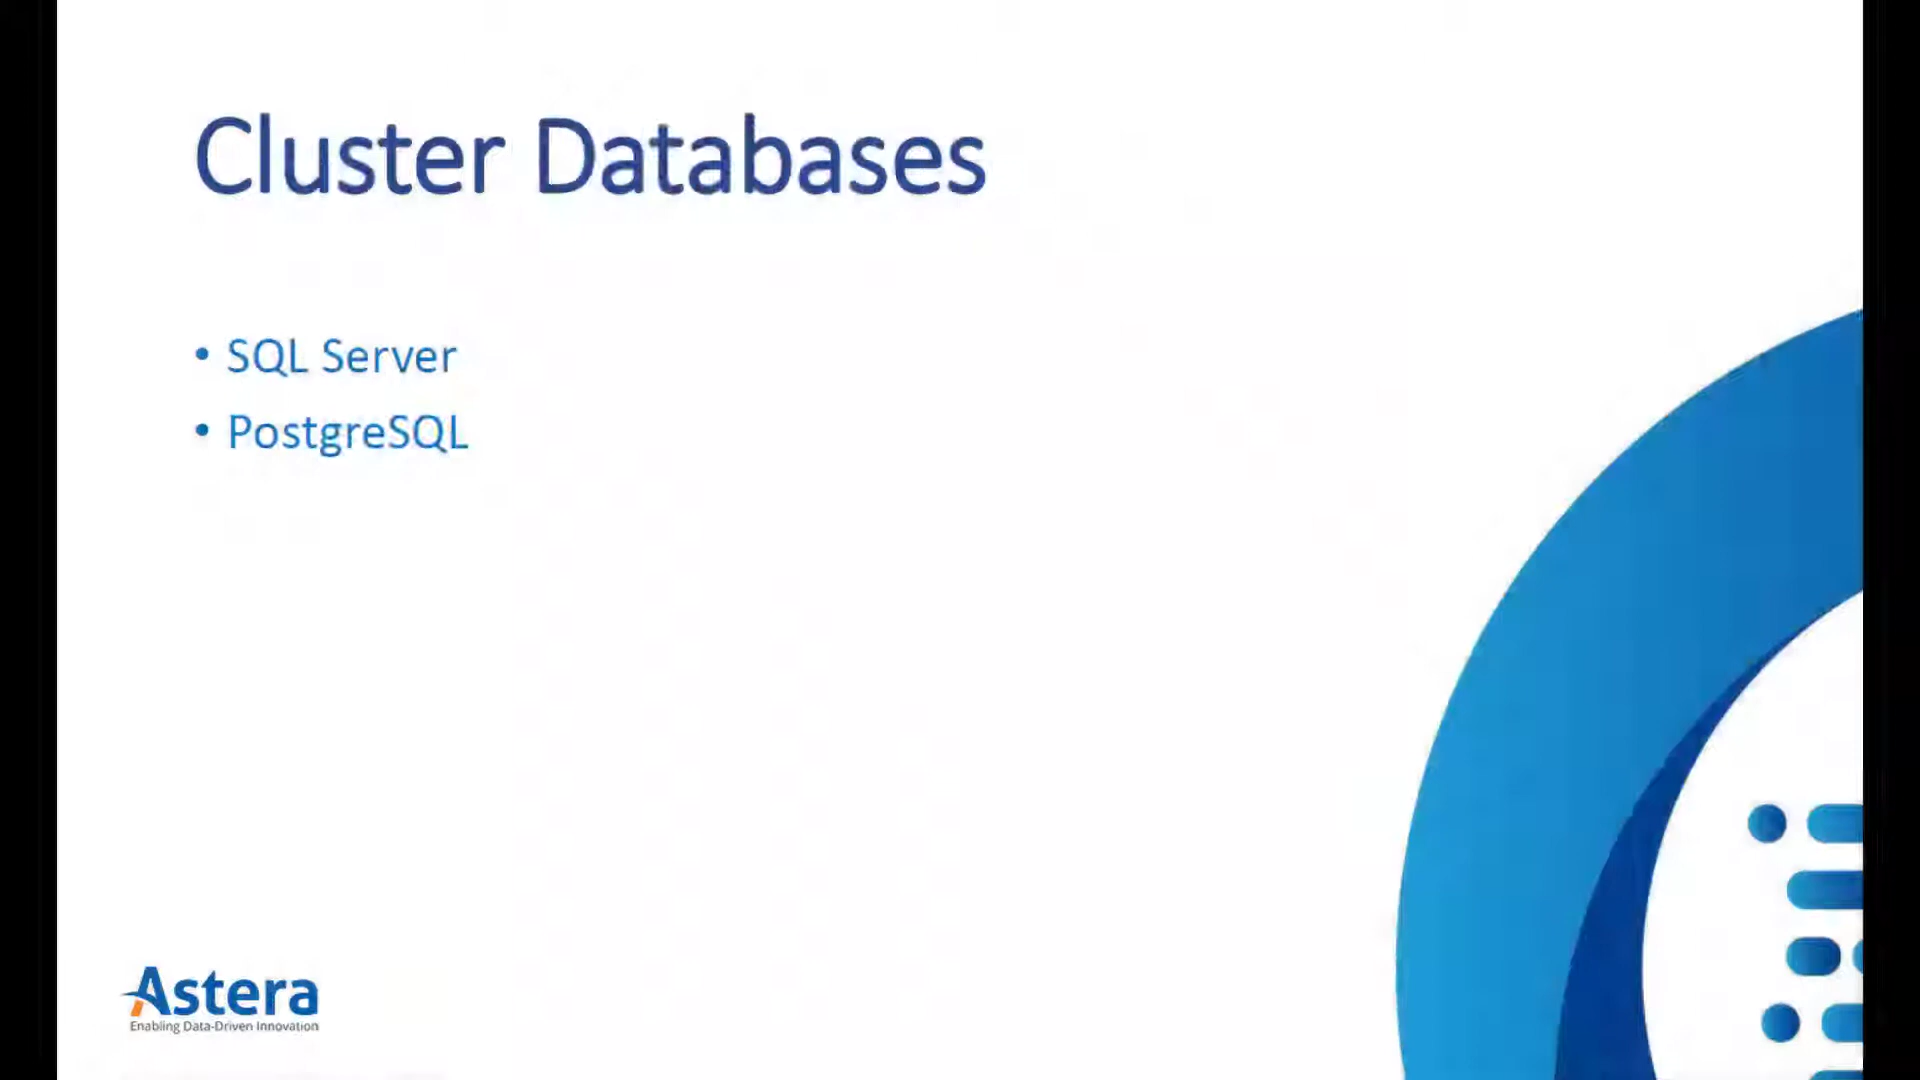 Cluster Databases
• SQL Server
• PostgreSQL
Astera
Enabling Data-Driven Innovation